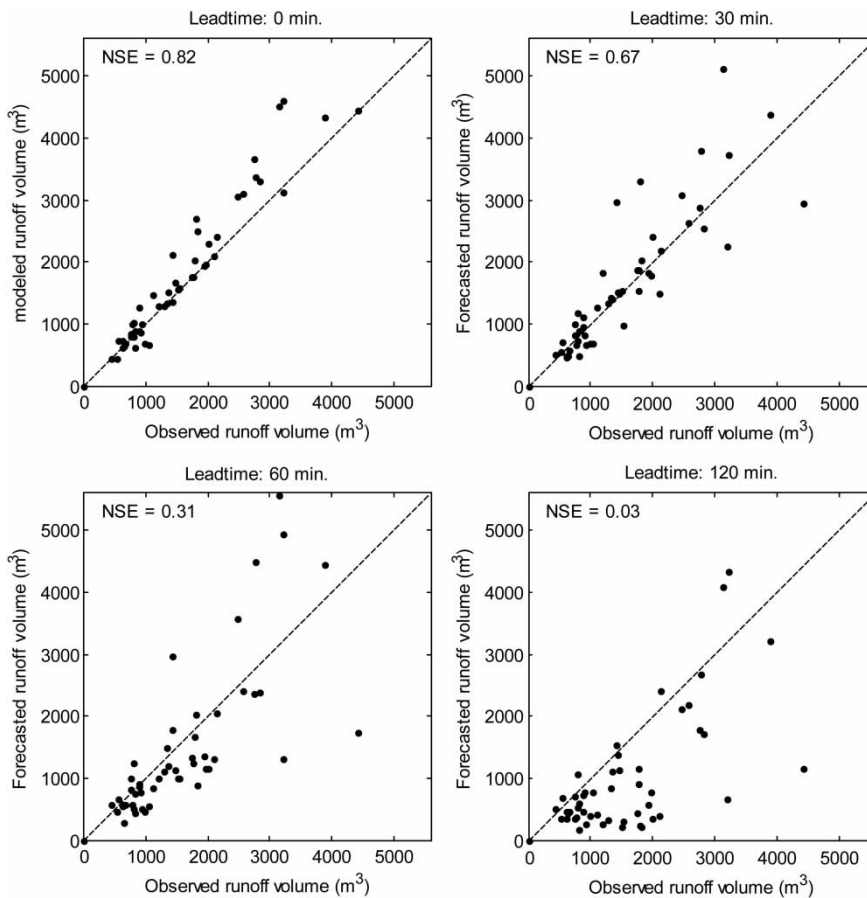 Leadtime: 0 min.
NSE = 0.82
modeled runoff volume (m³)
5000
4000
3000
2000
1000
0
0 1000 2000 3000 4000 5000
Observed runoff volume (m³)
Leadtime: 30 min.
NSE = 0.67
Forecasted runoff volume (m³)
5000
4000
3000
2000
1000
0
0 1000 2000 3000 4000 5000
Observed runoff volume (m³)
Leadtime: 60 min.
NSE = 0.31
Forecasted runoff volume (m³)
5000
4000
3000
2000
1000
0
0 1000 2000 3000 4000 5000
Observed runoff volume (m³)
Leadtime: 120 min.
NSE = 0.03
Forecasted runoff volume (m³)
5000
4000
3000
2000
1000
0
0 1000 2000 3000 4000 5000
Observed runoff volume (m³)